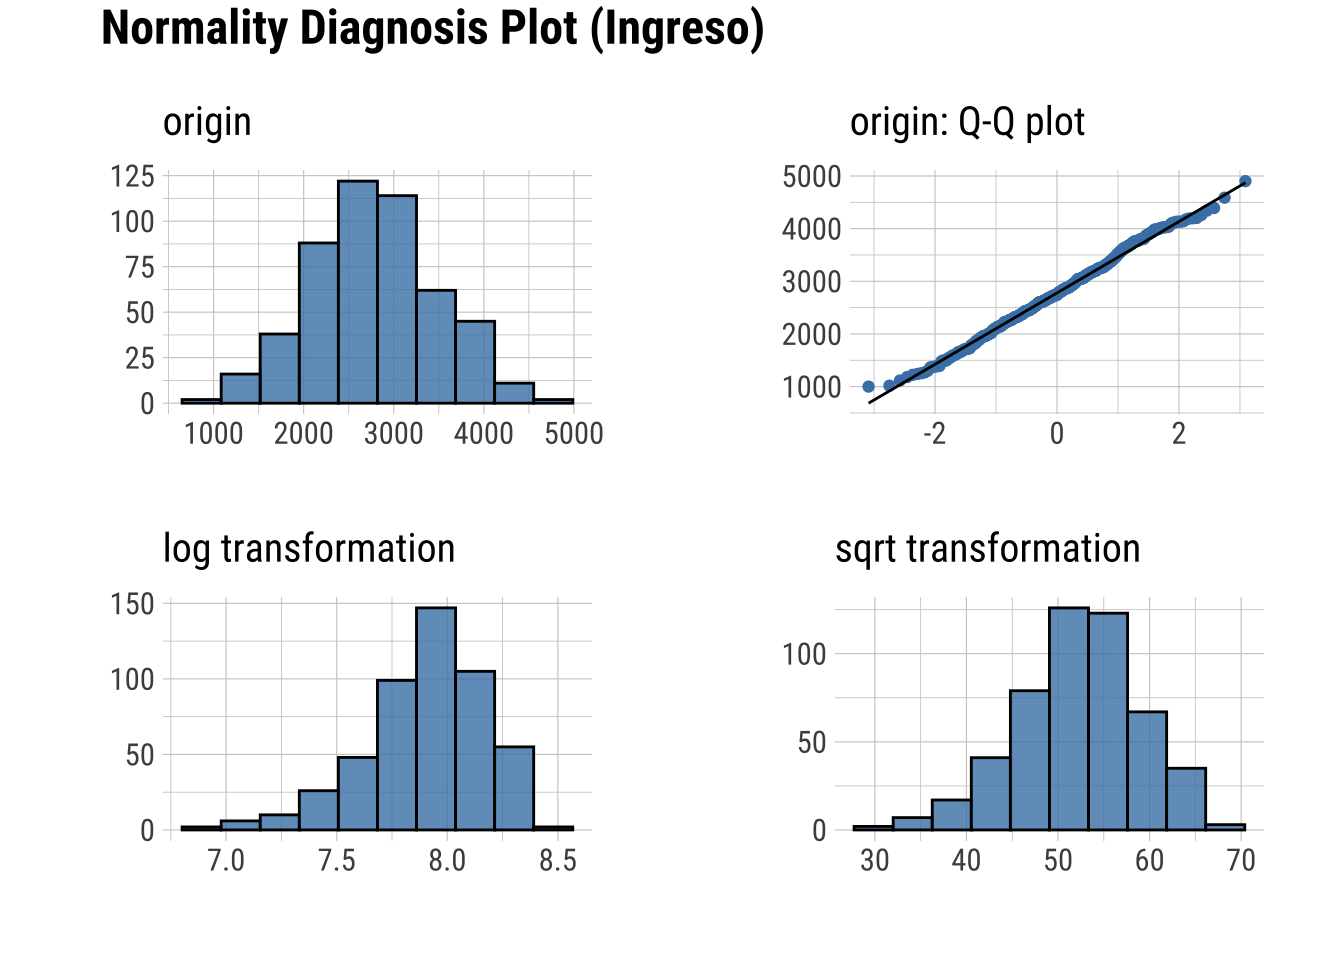 Normality Diagnosis Plot (Ingreso)
origin
125
100
75
50
25
0
1000 2000 3000 4000 5000
origin: Q-Q plot
5000
4000
3000
2000
1000
-2 0 2
log transformation
150
100
50
0
7.0 7.5 8.0 8.5
sqrt transformation
100
50
0
30 40 50 60 70